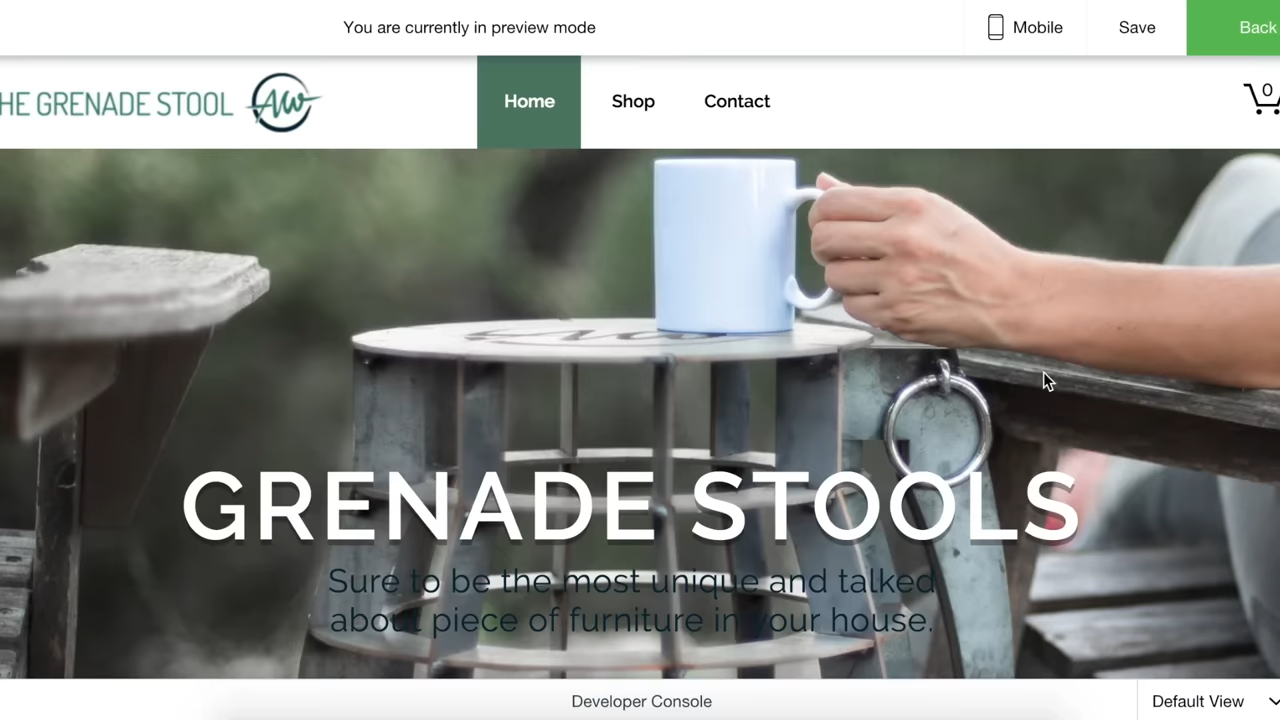 You are currently in preview mode
Mobile
Save
Back
HE GRENADE STOOL AW
Home
Shop
Contact
0
GRENADE STOOLS
Sure to be the most unique and talked
about piece of furniture in your house.
Developer Console
Default View